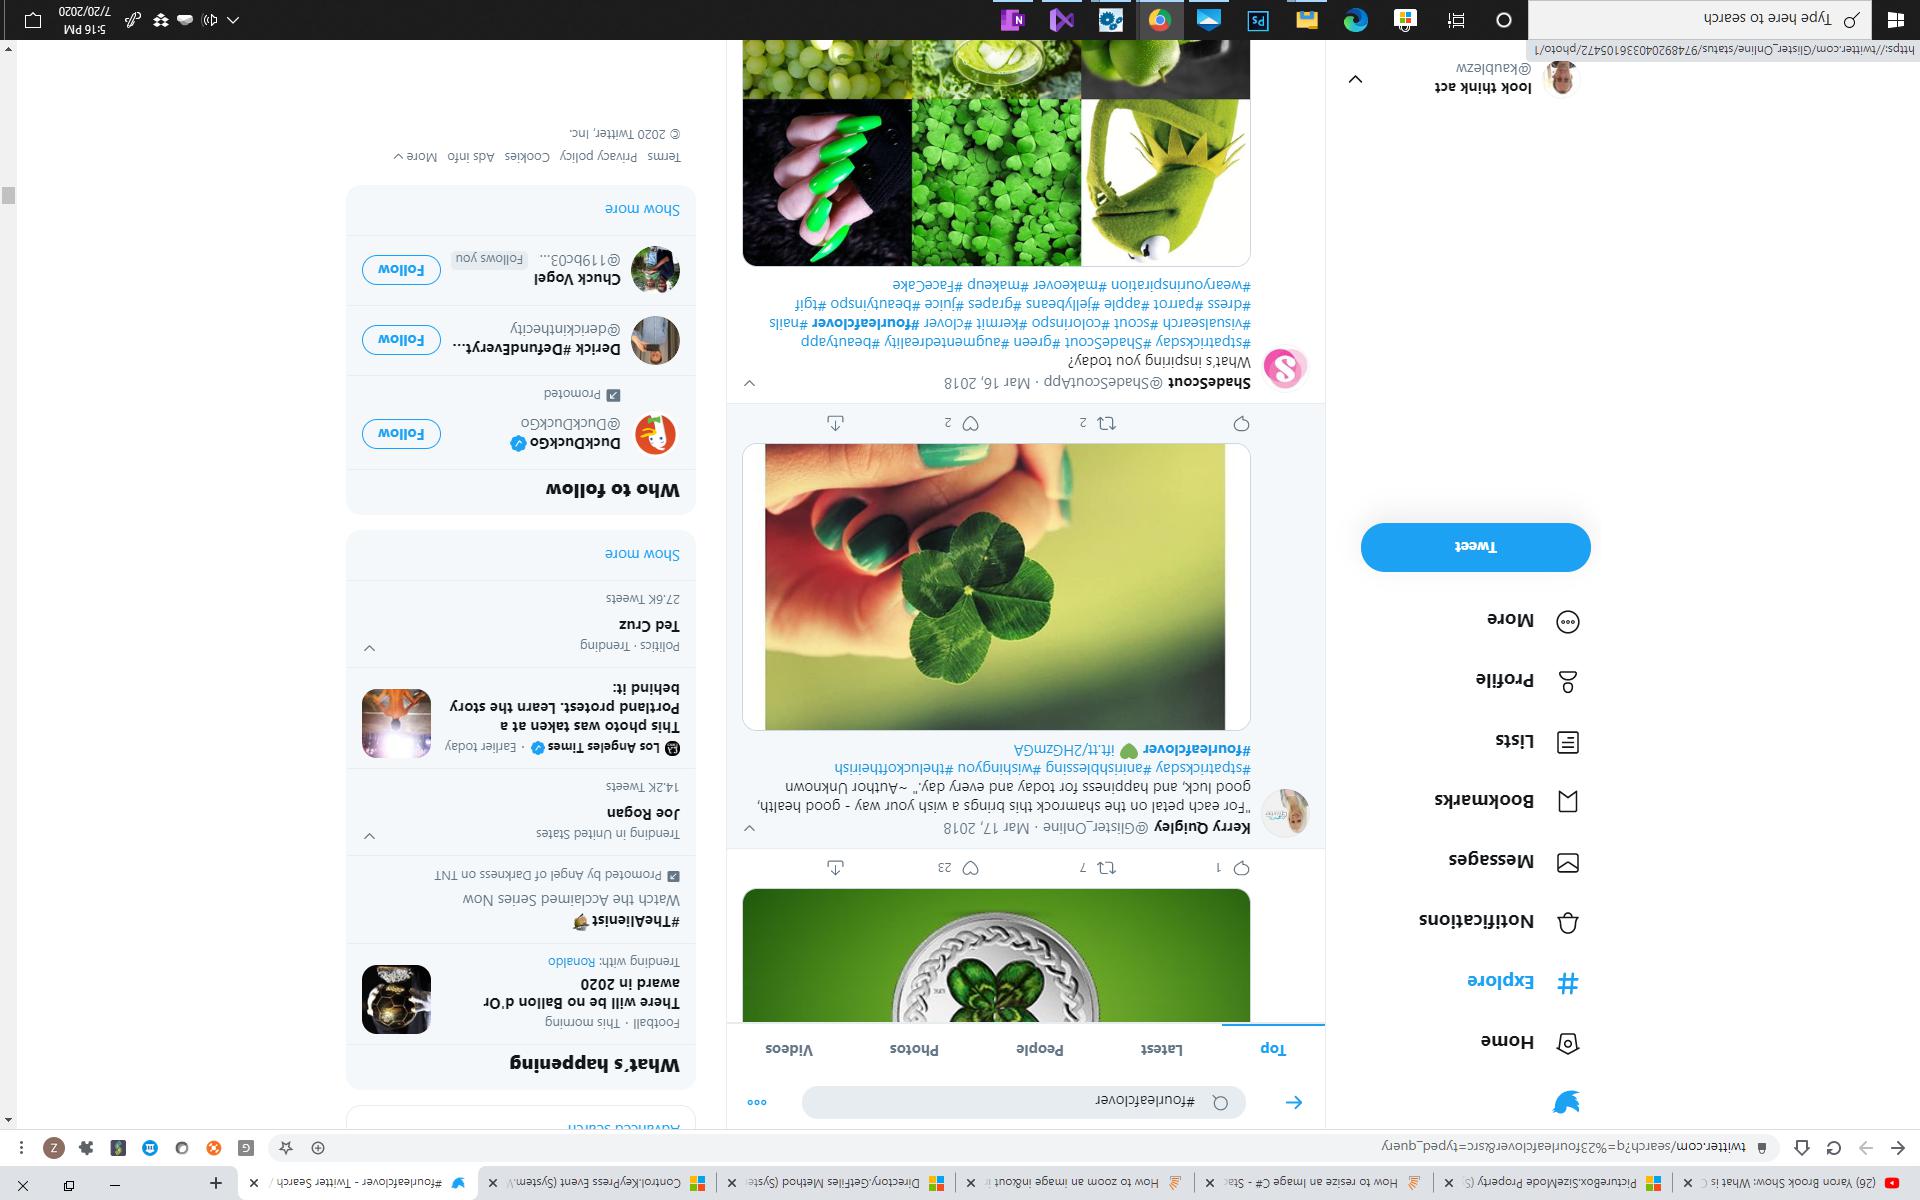 (26) Yaron Brook Show: What is C
PictureBox.SizeMode Property (S
How to resize an image C# - Stac
How to zoom an image in&out ir
Directory.GetFiles Method (Syster
Control.KeyPress Event (System.V
#fourleafclover - Twitter Search /
twitter.com/search?q=%23fourleafclover&src=typed_query
Z
Home
Explore
Notifications
Messages
Bookmarks
Lists
Profile
More
Tweet
look think act
@kaublezw
#fourleafclover
Top
Latest
People
Photos
Videos
1
7
23
Kerry Quigley @Glister_Online · Mar 17, 2018
"For each petal on the shamrock this brings a wish your way - good health,
good luck, and happiness for today and every day." ~Author Unknown
#stpatricksday #anirishblessing #wishingyou #theluckoftheirish
#fourleafclover ift.tt/2HGzmGA
2
2
ShadeScout @ShadeScoutApp · Mar 16, 2018
What's inspiring you today?
#stpatricksday #ShadeScout #green #augmentedreality #beautyapp
#visualsearch #scout #colorinspo #kermit #clover #fourleafclover #nails
#dress #parrot #apple #jellybeans #grapes #juice #beautyinspo #tgif
#wearyourinspiration #makeover #makeup #FaceCake
Advanced search
What's happening
Football · This morning
There will be no Ballon d'Or
award in 2020
Trending with: Ronaldo
#TheAlienist
Watch the Acclaimed Series Now
Promoted by Angel of Darkness on TNT
Trending in United States
Joe Rogan
14.2K Tweets
Los Angeles Times · Earlier today
This photo was taken at a
Portland protest. Learn the story
behind it:
Politics · Trending
Ted Cruz
27.6K Tweets
Show more
Who to follow
DuckDuckGo
@DuckDuckGo
Follow
Promoted
Derick #DefundEveryt...
@derickinthecity
Follow
Chuck Vogel
@119bc03... Follows you
Follow
Show more
Terms Privacy policy Cookies Ads info More
© 2020 Twitter, Inc.
https://twitter.com/Glister_Online/status/974892040336105472/photo/1
Type here to search
Ps
N
5:16 PM
7/20/2020